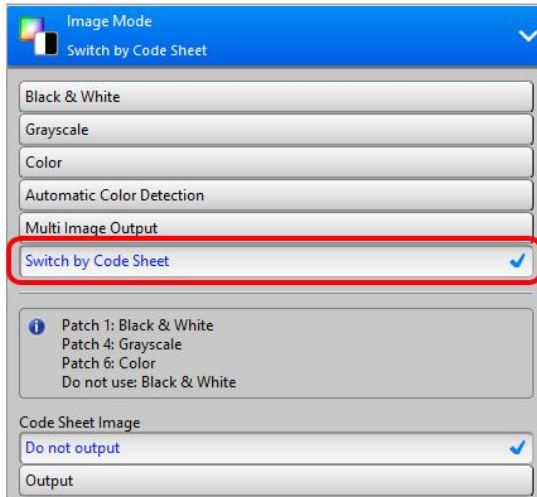 Image Mode
Switch by Code Sheet
Black & White
Grayscale
Color
Automatic Color Detection
Multi Image Output
Switch by Code Sheet
Patch 1: Black & White
Patch 4: Grayscale
Patch 6: Color
Do not use: Black & White
Code Sheet Image
Do not output
Output